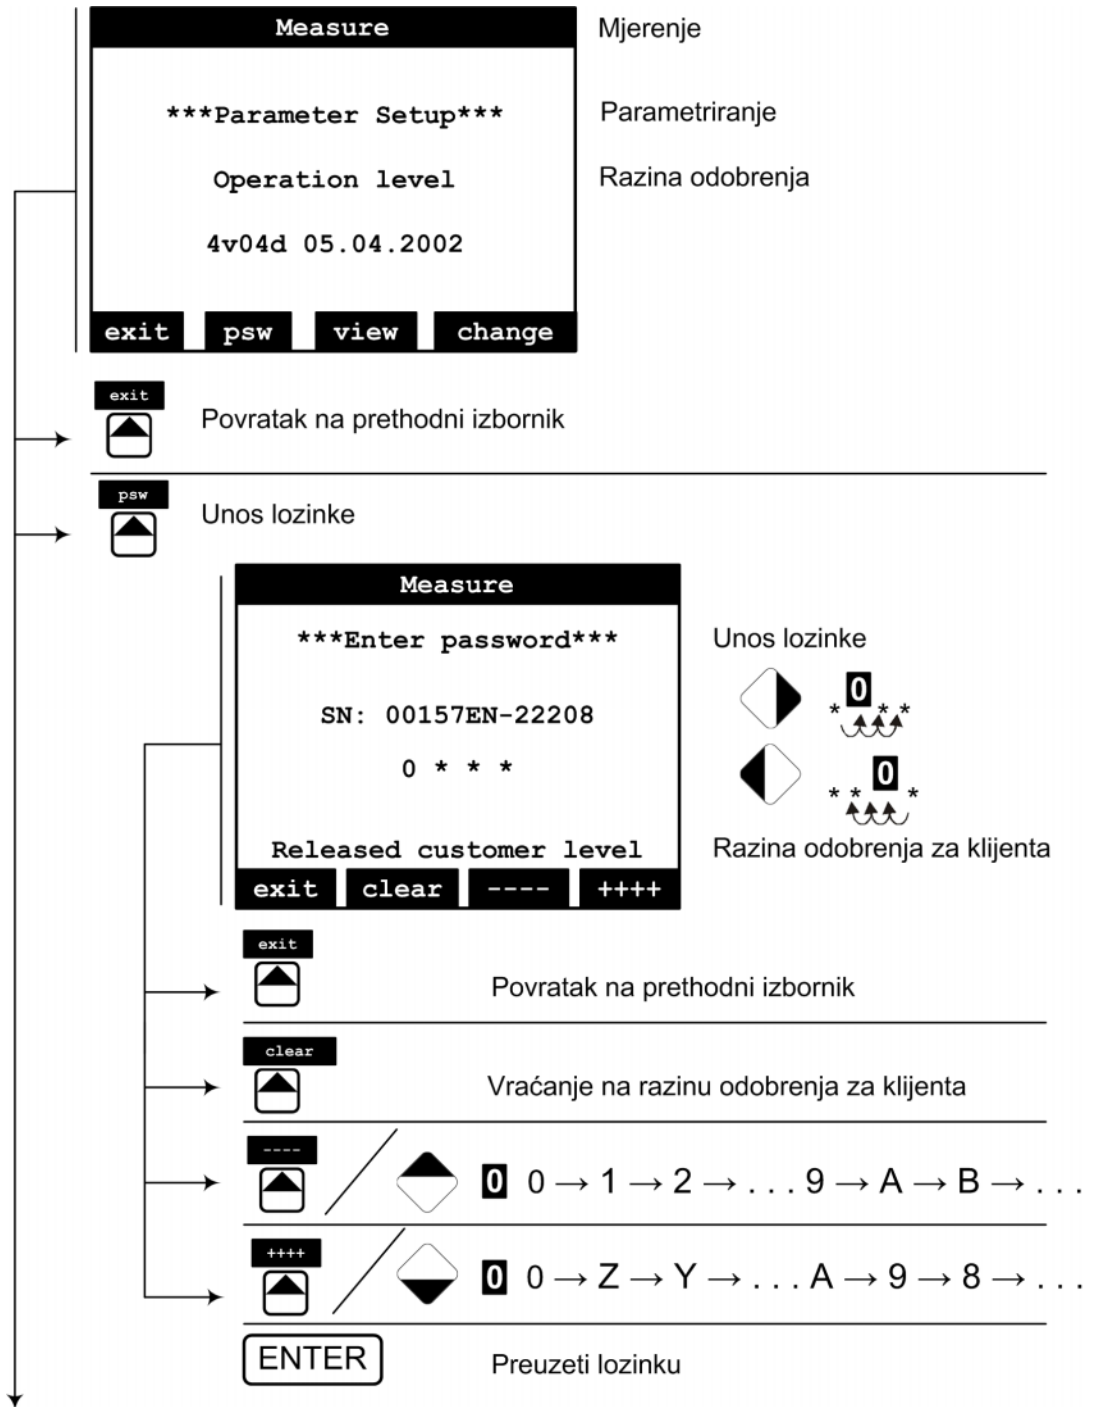 Measure Mjerenje
***Parameter Setup*** Parametriranje
Operation level Razina odobrenja
4v04d 05.04.2002
exit psw view change
exit
Povratak na prethodni izbornik
psw
Unos lozinke
Measure
***Enter password*** Unos lozinke
* 0 * *
SN: 00157EN-22208
0 * * *
* * 0 *
Released customer level Razina odobrenja za klijenta
exit clear ---- ++++
exit
Povratak na prethodni izbornik
clear
Vraćanje na razinu odobrenja za klijenta
----
0 0 → 1 → 2 → . . . 9 → A → B → . . .
++++
0 0 → Z → Y → . . . A → 9 → 8 → . . .
ENTER Preuzeti lozinku